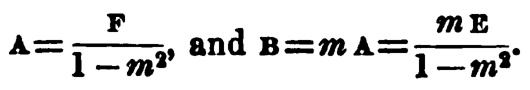 A = F / (1 − m²), and B = m A = m E / (1 − m²).